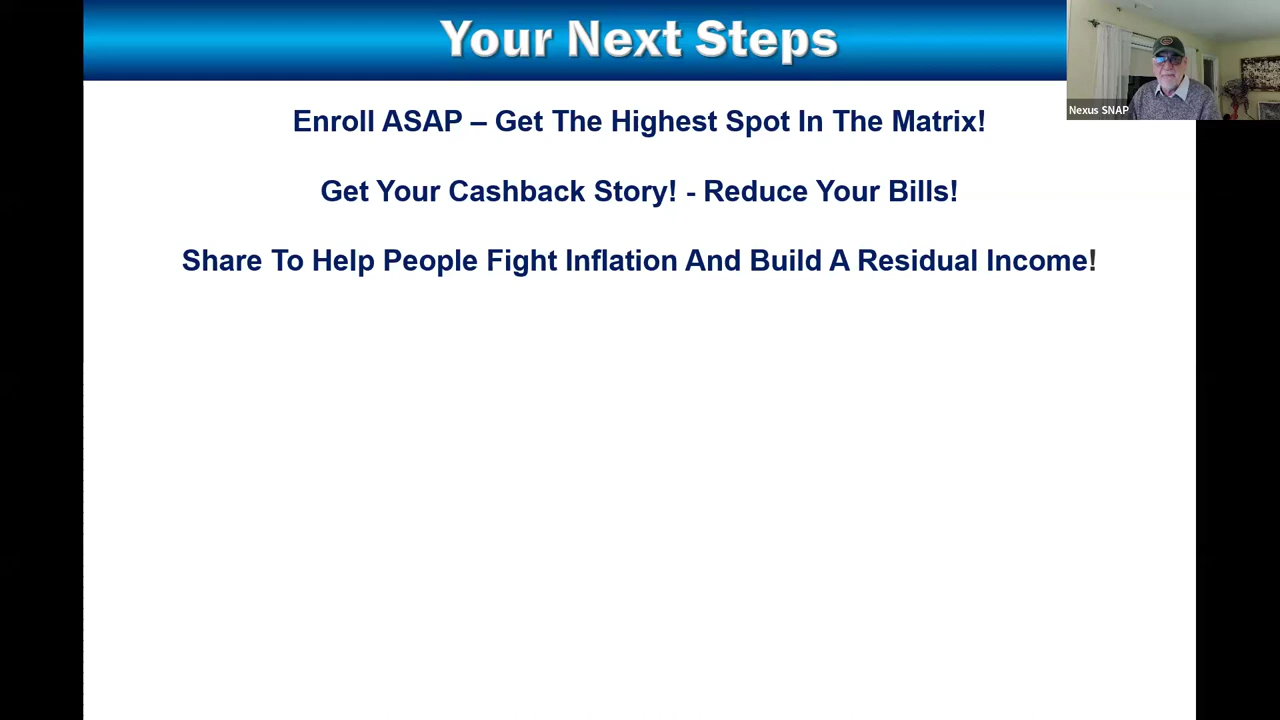 Your Next Steps
Nexus SNAP
Enroll ASAP – Get The Highest Spot In The Matrix!
Get Your Cashback Story! - Reduce Your Bills!
Share To Help People Fight Inflation And Build A Residual Income!